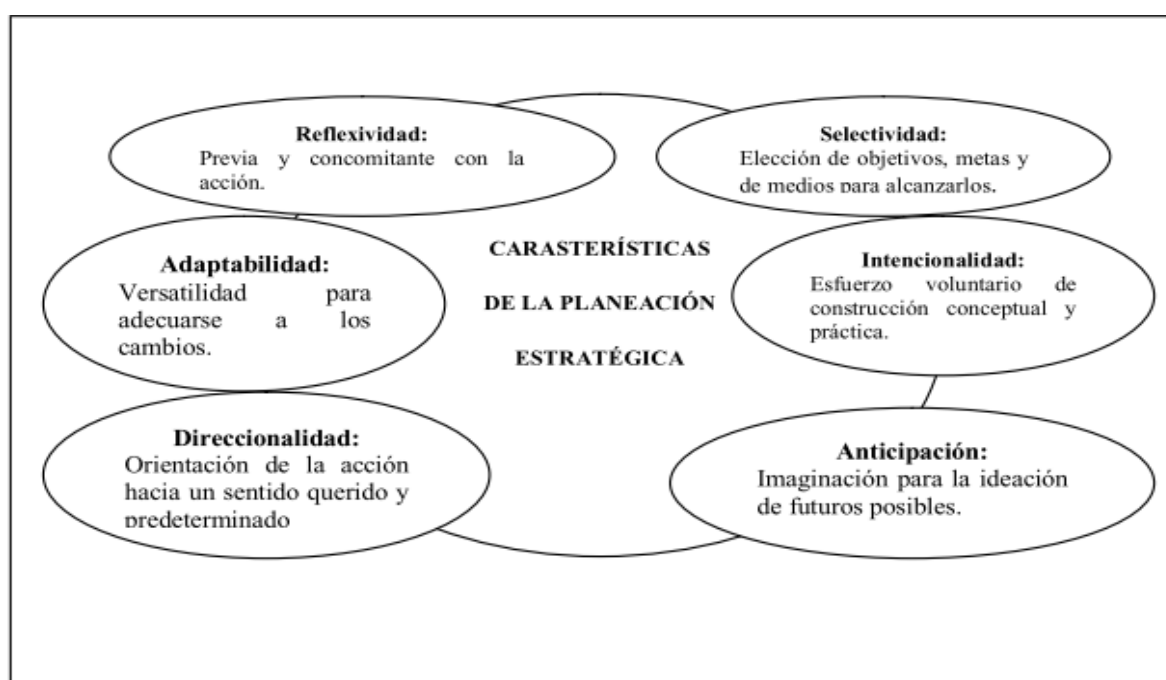 Reflexividad:
Previa y concomitante con la
acción.
Selectividad:
Elección de objetivos, metas y
de medios para alcanzarlos.
Adaptabilidad:
Versatilidad para
adecuarse a los
cambios.
CARASTERÍSTICAS
DE LA PLANEACIÓN
ESTRATÉGICA
Intencionalidad:
Esfuerzo voluntario de
construcción conceptual y
práctica.
Direccionalidad:
Orientación de la acción
hacia un sentido querido y
predeterminado
Anticipación:
Imaginación para la ideación
de futuros posibles.